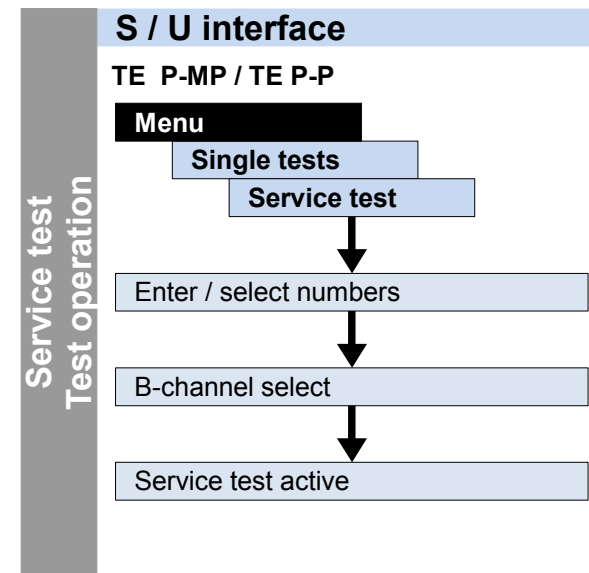 S / U interface
TE P-MP / TE P-P
Menu
Single tests
Service test
Enter / select numbers
B-channel select
Service test active
Service test
Test operation